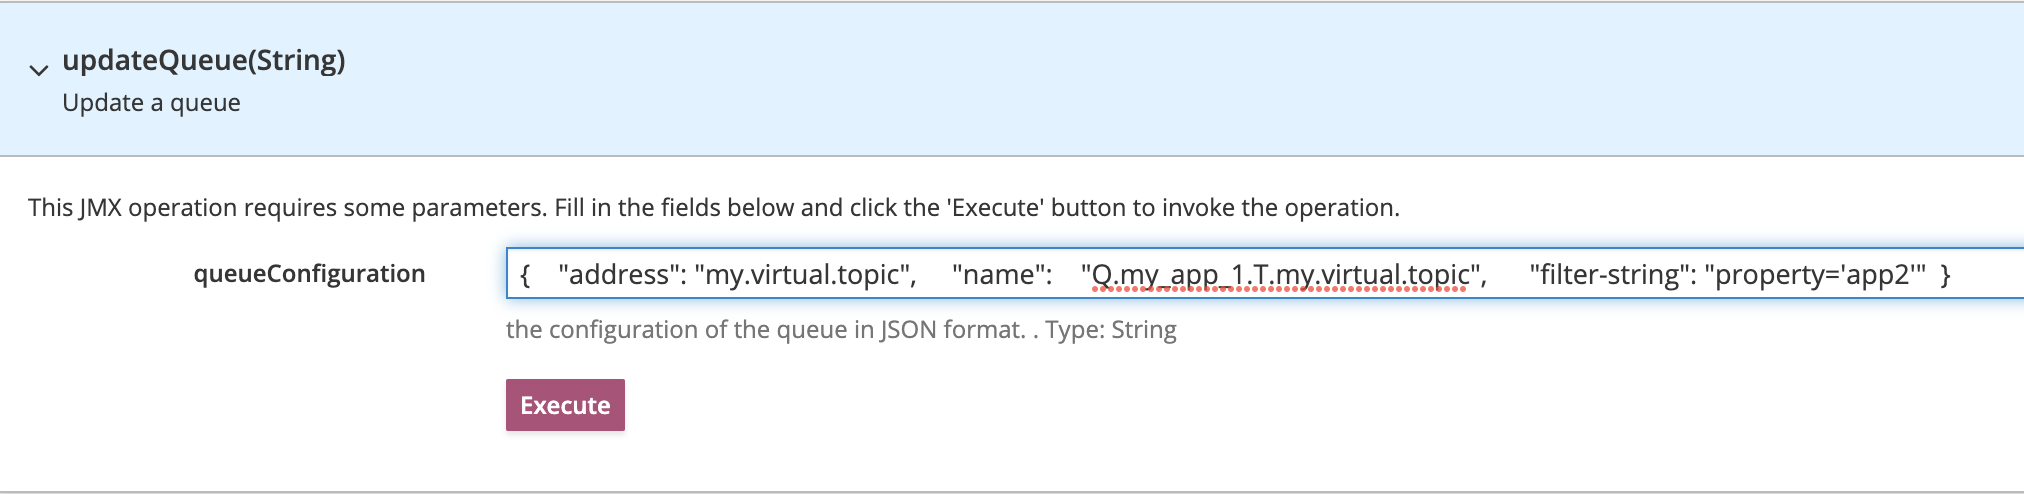 updateQueue(String)
Update a queue
This JMX operation requires some parameters. Fill in the fields below and click the 'Execute' button to invoke the operation.
queueConfiguration { "address": "my.virtual.topic", "name": "Q.my_app_1.T.my.virtual.topic", "filter-string": "property='app2'" }
the configuration of the queue in JSON format. . Type: String
Execute